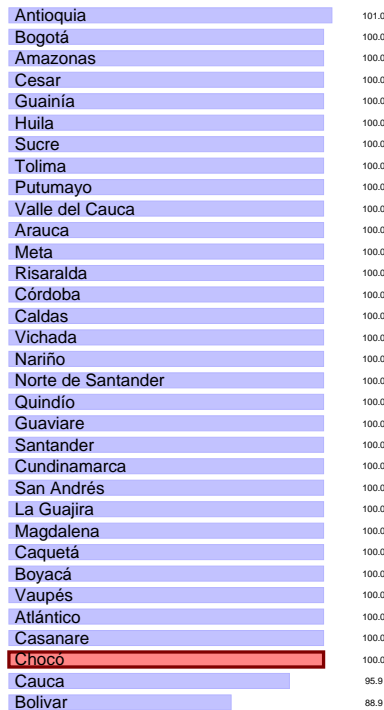 Antioquia 101.0
Bogotá 100.0
Amazonas 100.0
Cesar 100.0
Guainía 100.0
Huila 100.0
Sucre 100.0
Tolima 100.0
Putumayo 100.0
Valle del Cauca 100.0
Arauca 100.0
Meta 100.0
Risaralda 100.0
Córdoba 100.0
Caldas 100.0
Vichada 100.0
Nariño 100.0
Norte de Santander 100.0
Quindío 100.0
Guaviare 100.0
Santander 100.0
Cundinamarca 100.0
San Andrés 100.0
La Guajira 100.0
Magdalena 100.0
Caquetá 100.0
Boyacá 100.0
Vaupés 100.0
Atlántico 100.0
Casanare 100.0
Chocó 100.0
Cauca 95.9
Bolivar 88.9